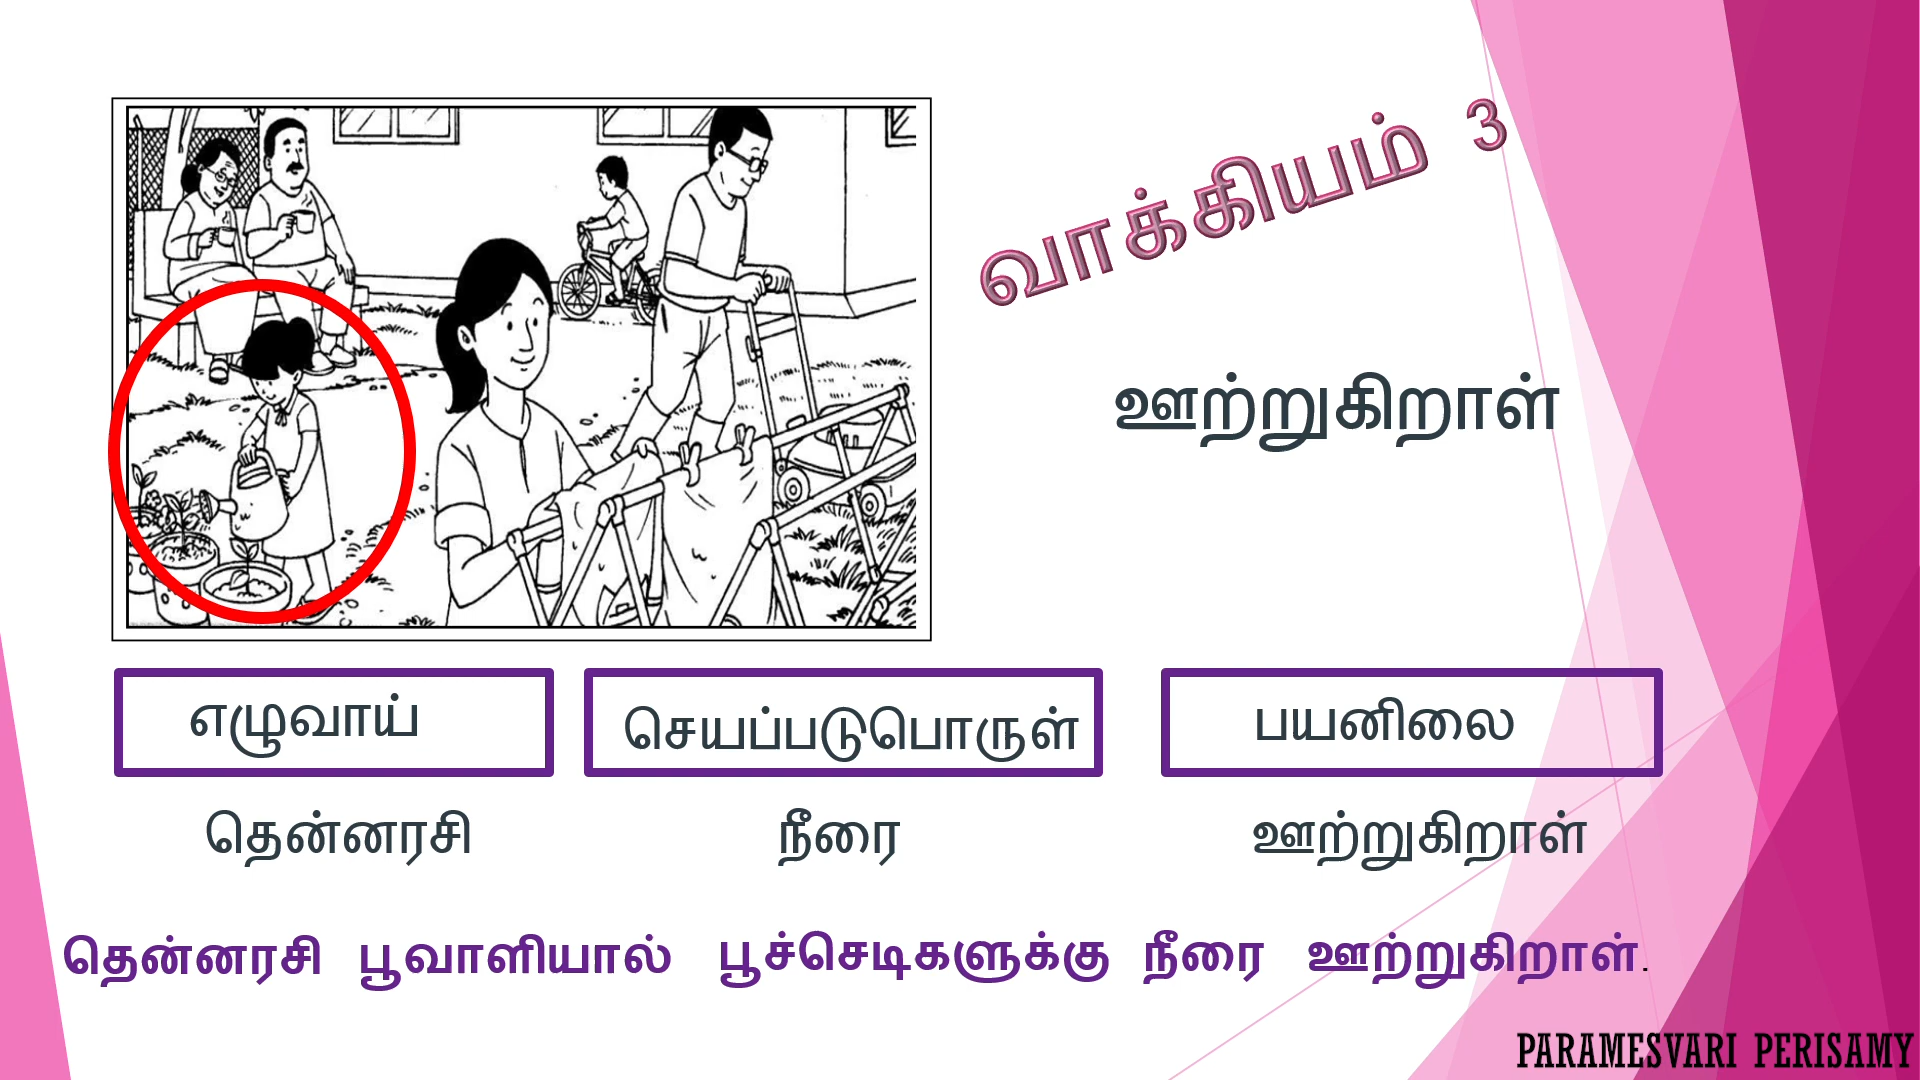 வாக்கியம் 3
ஊற்றுகிறாள்
எழுவாய் செயப்படுபொருள் பயனிலை
தென்னரசி நீரை ஊற்றுகிறாள்
தென்னரசி பூவாளியால் பூச்செடிகளுக்கு நீரை ஊற்றுகிறாள்.
PARAMESVARI PERISAMY